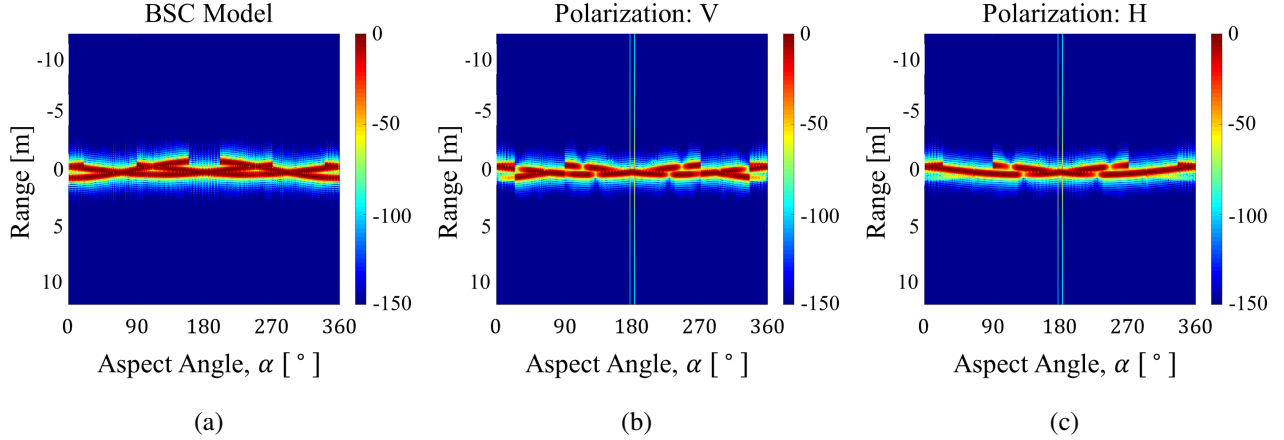 BSC Model
Polarization: V
Polarization: H
0
-50
-100
-150
0
-50
-100
-150
0
-50
-100
-150
Range [m]
-10
-5
0
5
10
Range [m]
-10
-5
0
5
10
Range [m]
-10
-5
0
5
10
0 90 180 270 360
0 90 180 270 360
0 90 180 270 360
Aspect Angle, α [ ° ]
Aspect Angle, α [ ° ]
Aspect Angle, α [ ° ]
(a)
(b)
(c)